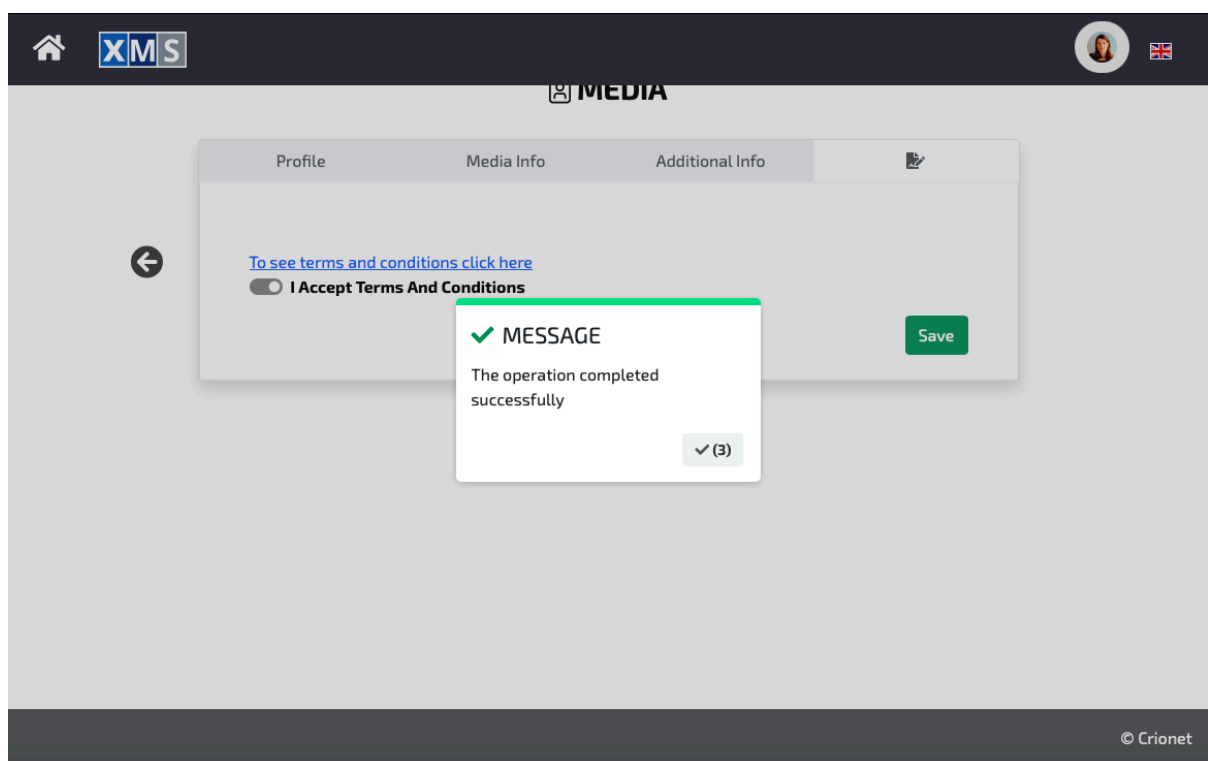 XMS
MEDIA
Profile
Media Info
Additional Info
To see terms and conditions click here
I Accept Terms And Conditions
MESSAGE
Save
The operation completed
successfully
(3)
© Crionet